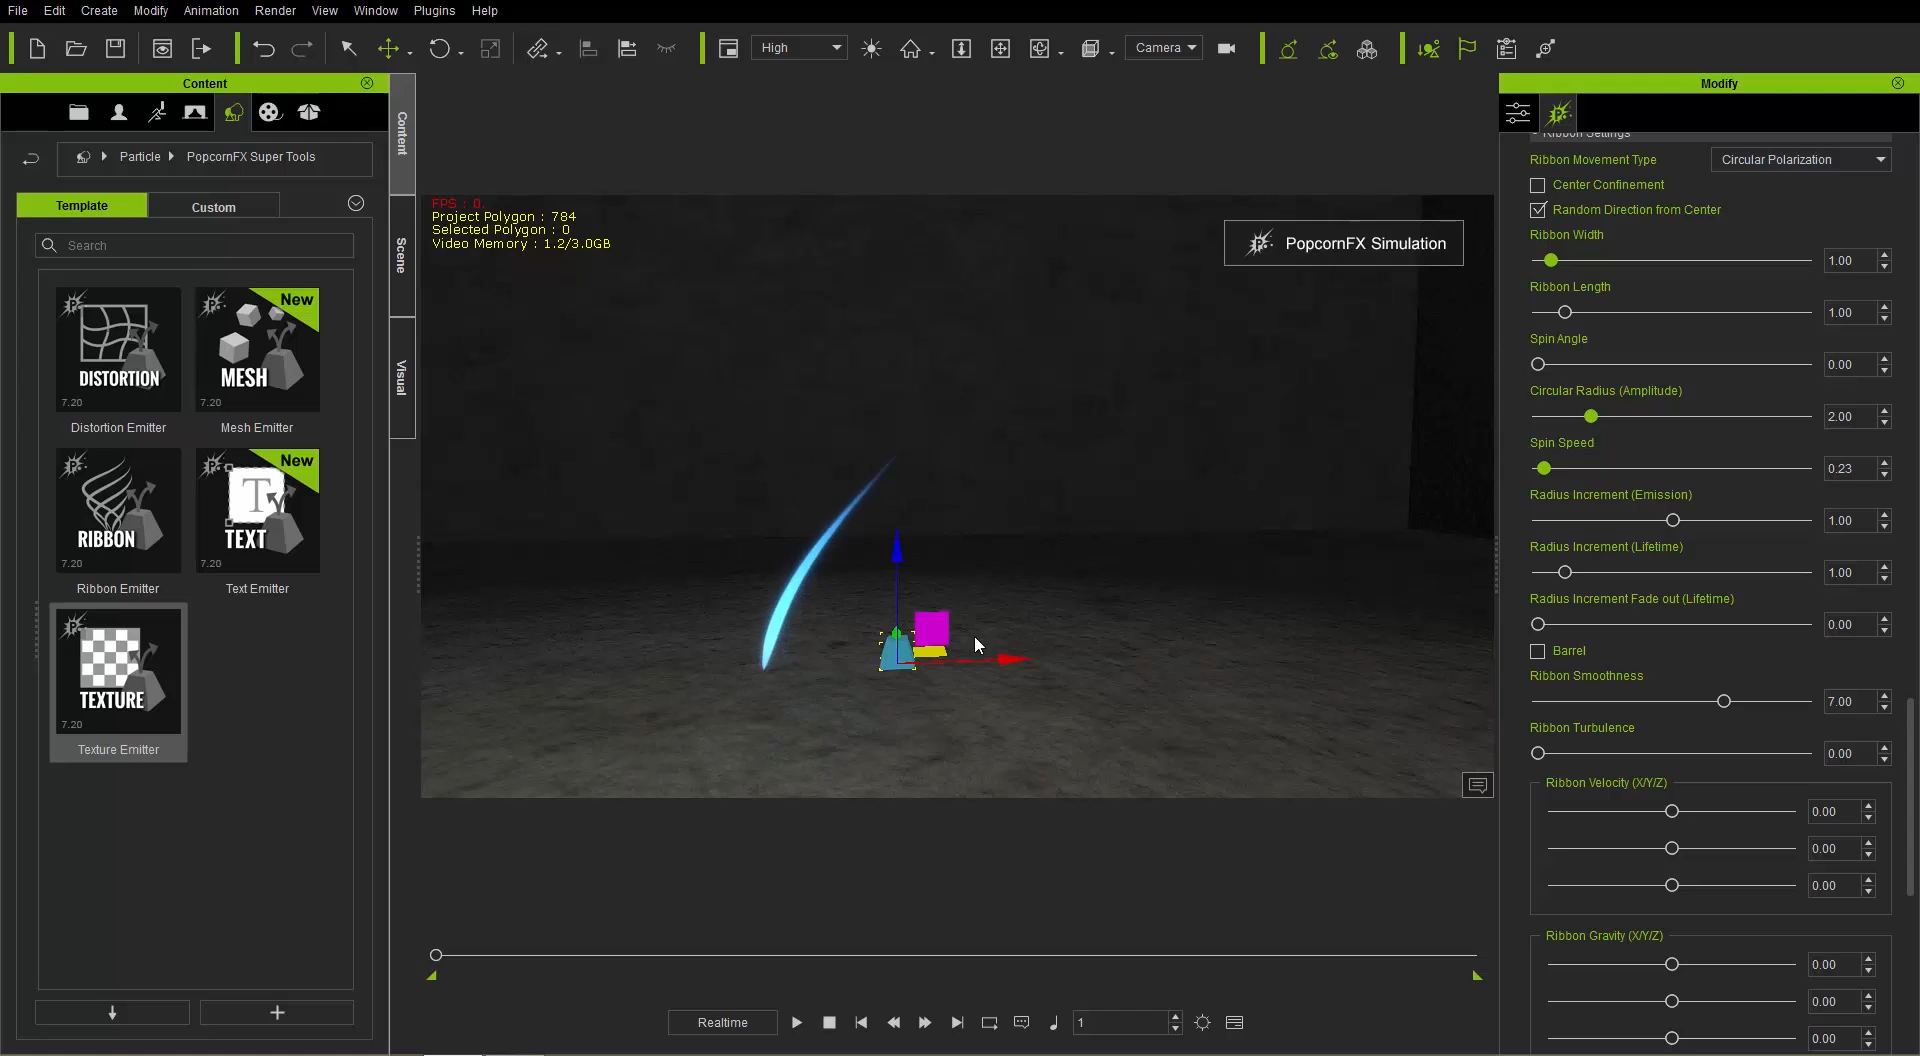 File Edit Create Modify Animation Render View Window Plugins Help
High
Camera
Content
Modify
Content
Scene
Visual
Particle PopcornFX Super Tools
Template Custom
Search
DISTORTION
7.20
Distortion Emitter
New
MESH
7.20
Mesh Emitter
RIBBON
7.20
Ribbon Emitter
New
T
TEXT
7.20
Text Emitter
TEXTURE
7.20
Texture Emitter
FPS : 0.
Project Polygon : 784
Selected Polygon : 0
Video Memory : 1.2/3.0GB
PopcornFX Simulation
Realtime
1
Ribbon Settings
Ribbon Movement Type Circular Polarization
Center Confinement
Random Direction from Center
Ribbon Width
1.00
Ribbon Length
1.00
Spin Angle
0.00
Circular Radius (Amplitude)
2.00
Spin Speed
0.23
Radius Increment (Emission)
1.00
Radius Increment (Lifetime)
1.00
Radius Increment Fade out (Lifetime)
0.00
Barrel
Ribbon Smoothness
7.00
Ribbon Turbulence
0.00
Ribbon Velocity (X/Y/Z)
0.00
0.00
0.00
Ribbon Gravity (X/Y/Z)
0.00
0.00
0.00